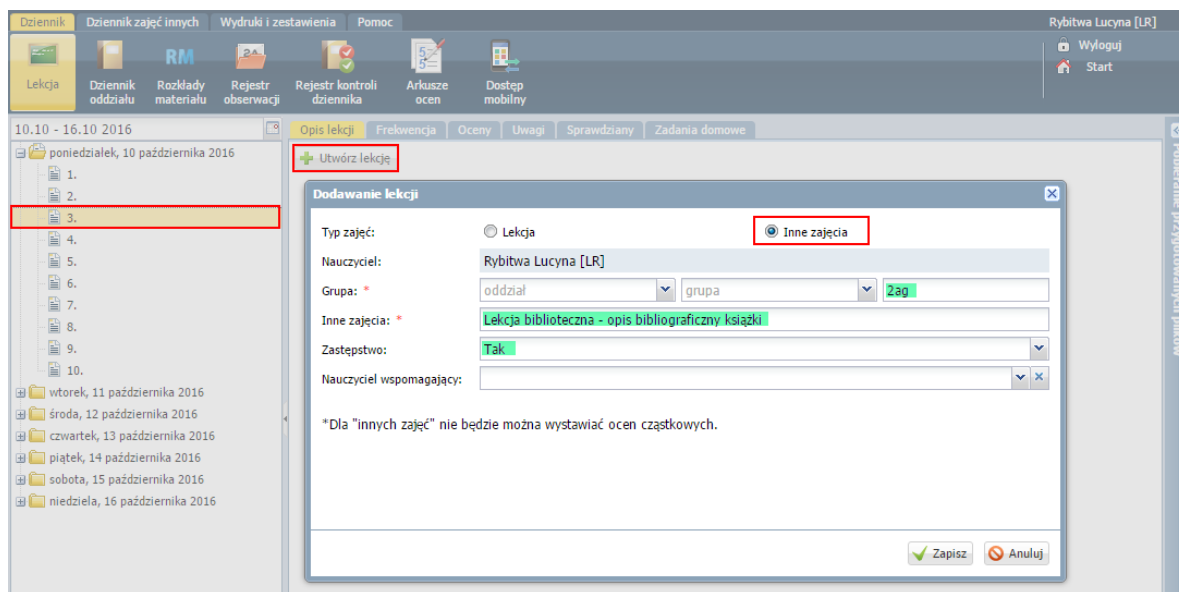 Dziennik Dziennik zajęć innych Wydruki i zestawienia Pomoc Rybitwa Lucyna [LR]
Lekcja
Dziennik oddziału
RM
Rozkłady materiału
Rejestr obserwacji
Rejestr kontroli dziennika
Arkusze ocen
Dostęp mobilny
Wyloguj
Start
10.10 - 16.10 2016
poniedziałek, 10 października 2016
1.
2.
3.
4.
5.
6.
7.
8.
9.
10.
wtorek, 11 października 2016
środa, 12 października 2016
czwartek, 13 października 2016
piątek, 14 października 2016
sobota, 15 października 2016
niedziela, 16 października 2016
Opis lekcji Frekwencja Oceny Uwagi Sprawdziany Zadania domowe
Utwórz lekcję
Dodawanie lekcji
Typ zajęć: Lekcja Inne zajęcia
Nauczyciel: Rybitwa Lucyna [LR]
Grupa: * oddział grupa 2ag
Inne zajęcia: * Lekcja biblioteczna - opis bibliograficzny książki
Zastępstwo: Tak
Nauczyciel wspomagający:
*Dla "innych zajęć" nie będzie można wystawiać ocen cząstkowych.
Zapisz Anuluj